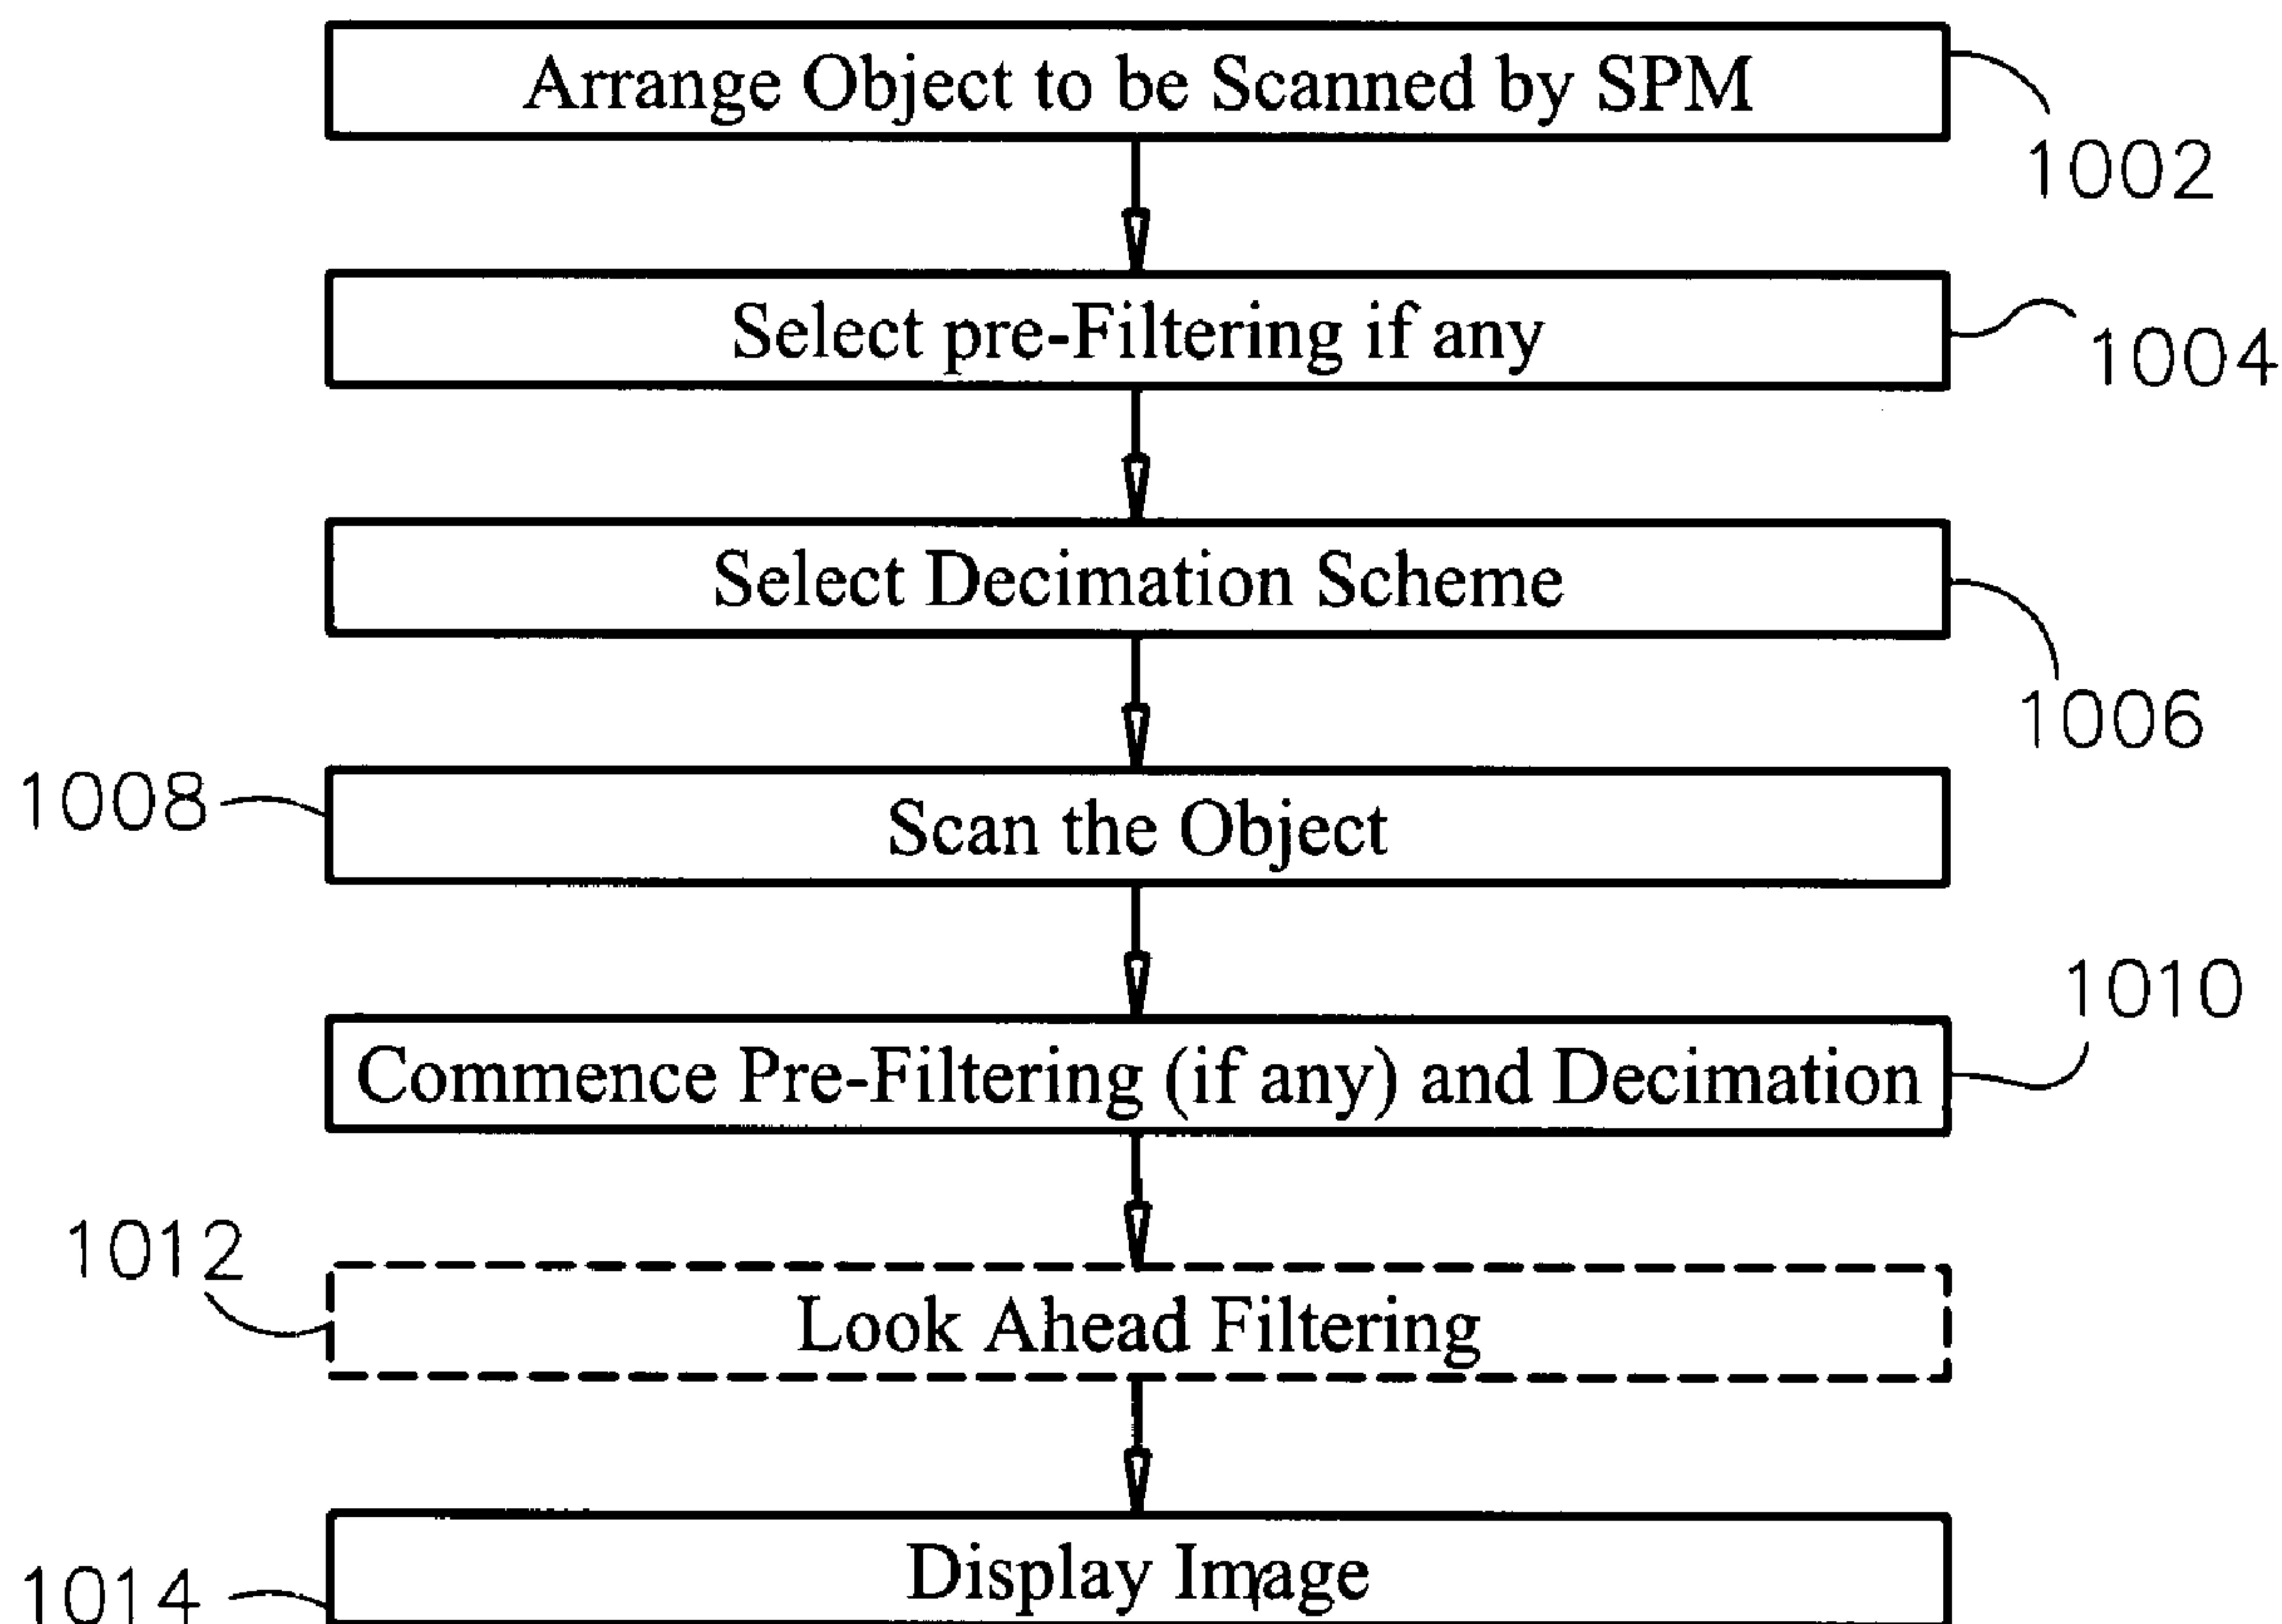 Arrange Object to be Scanned by SPM
1002
Select pre-Filtering if any
1004
Select Decimation Scheme
1006
1008
Scan the Object
1010
Commence Pre-Filtering (if any) and Decimation
1012
Look Ahead Filtering
Display Image
1014